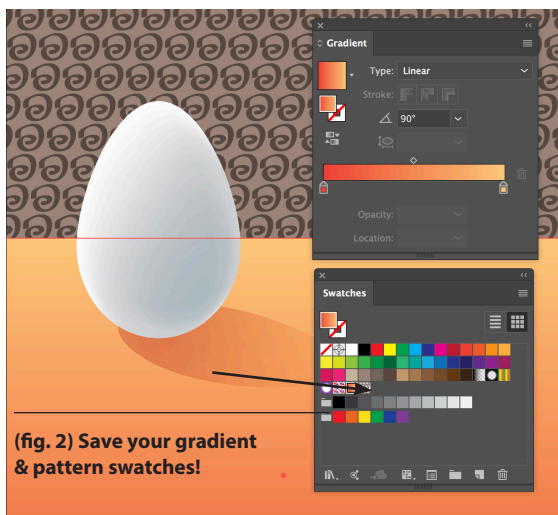 Gradient
Type: Linear
Stroke:
90°
Opacity:
Location:
Swatches
(fig. 2) Save your gradient
& pattern swatches!